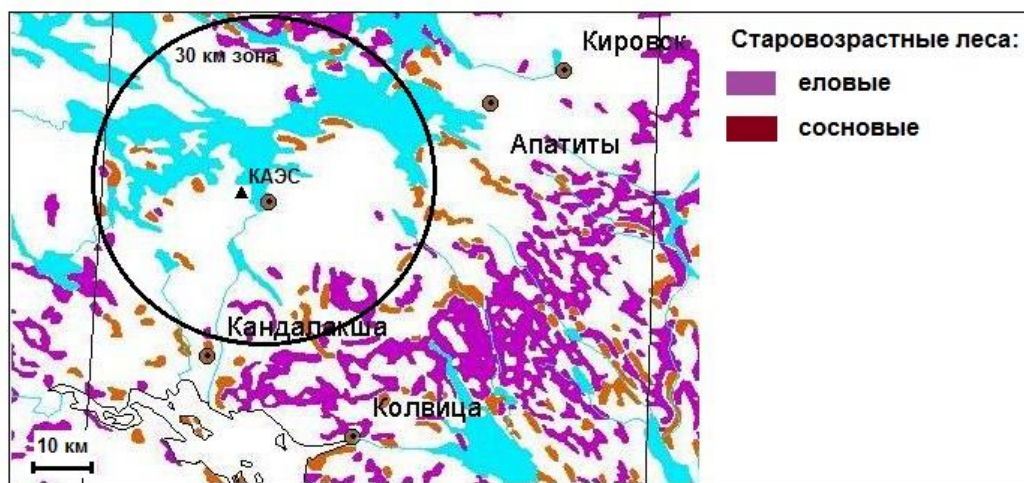 30 км зона
Кировск
Апатиты
КАЭС
Кандалакша
Колвица
10 км
Старовозрастные леса:
еловые
сосновые